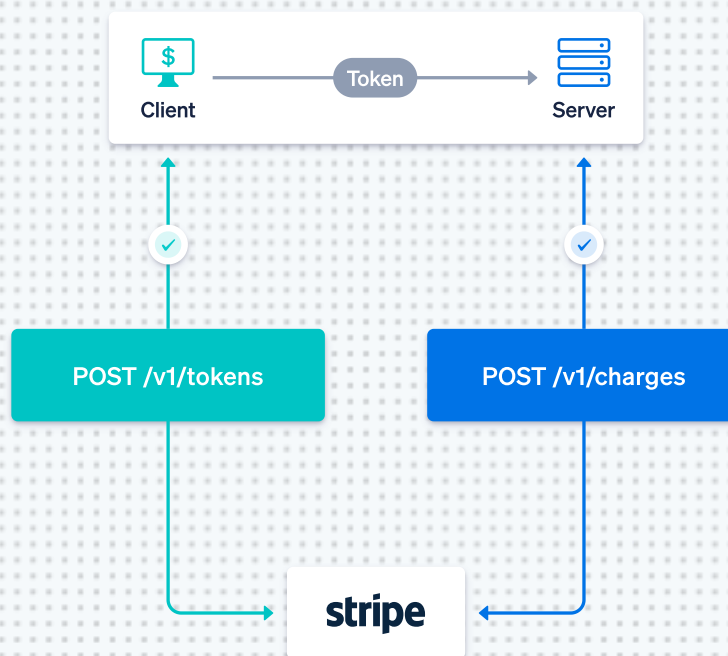 $
Token
Client
Server
POST /v1/tokens
POST /v1/charges
stripe